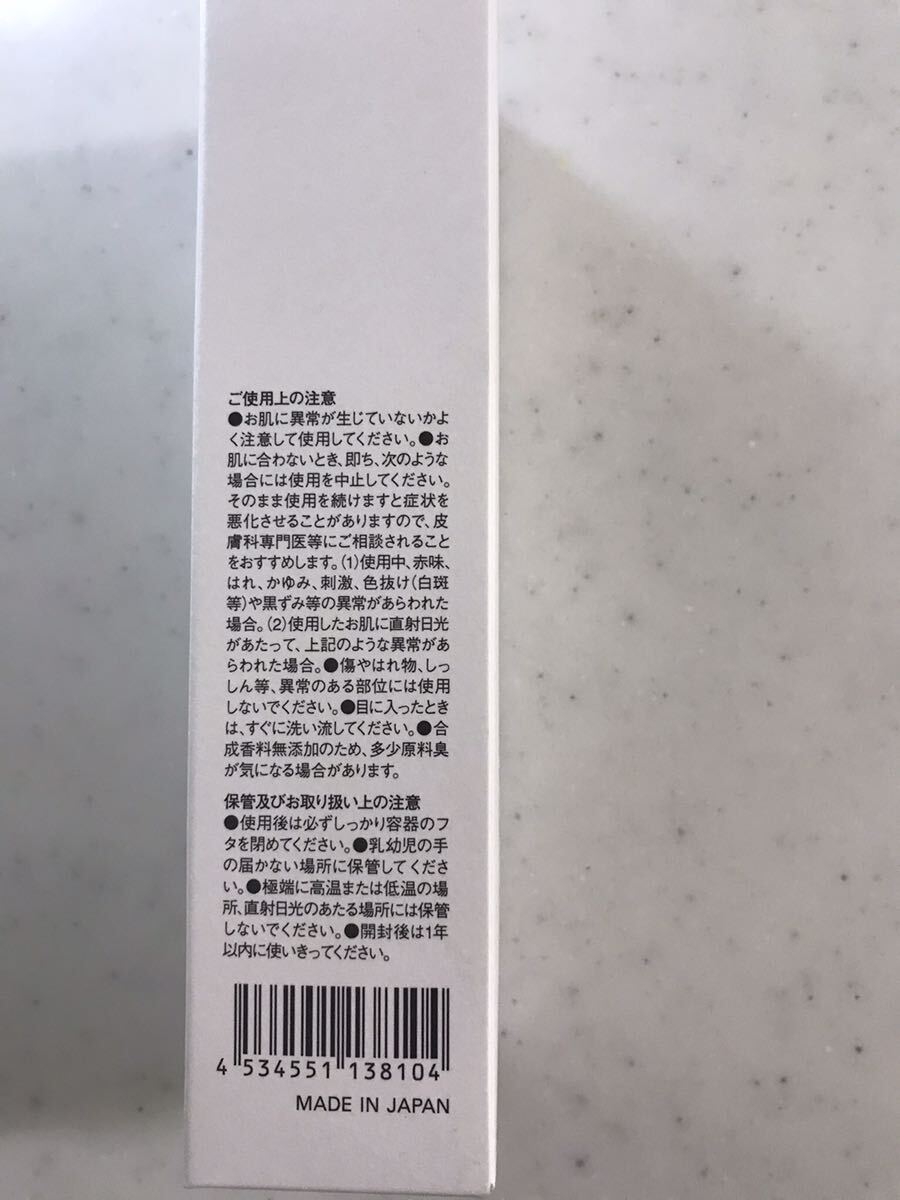 ご使用上の注意
●お肌に異常が生じていないかよ
く注意して使用してください。●お
肌に合わないとき、即ち、次のような
場合には使用を中止してください。
そのまま使用を続けますと症状を
悪化させることがありますので、皮
膚科専門医等にご相談されること
をおすすめします。(1)使用中、赤味、
はれ、かゆみ、刺激、色抜け(白斑
等)や黒ずみ等の異常があらわれた
場合。(2)使用したお肌に直射日光
があたって、上記のような異常があ
らわれた場合。●傷やはれ物、しっ
しん等、異常のある部位には使用
しないでください。●目に入ったとき
は、すぐに洗い流してください。●合
成香料無添加のため、多少原料臭
が気になる場合があります。
保管及びお取り扱い上の注意
●使用後は必ずしっかり容器のフ
タを閉めてください。●乳幼児の手
の届かない場所に保管してくださ
い。●極端に高温または低温の場
所、直射日光のあたる場所には保管
しないでください。●開封後は1年
以内に使いきってください。
4 534551 138104
MADE IN JAPAN